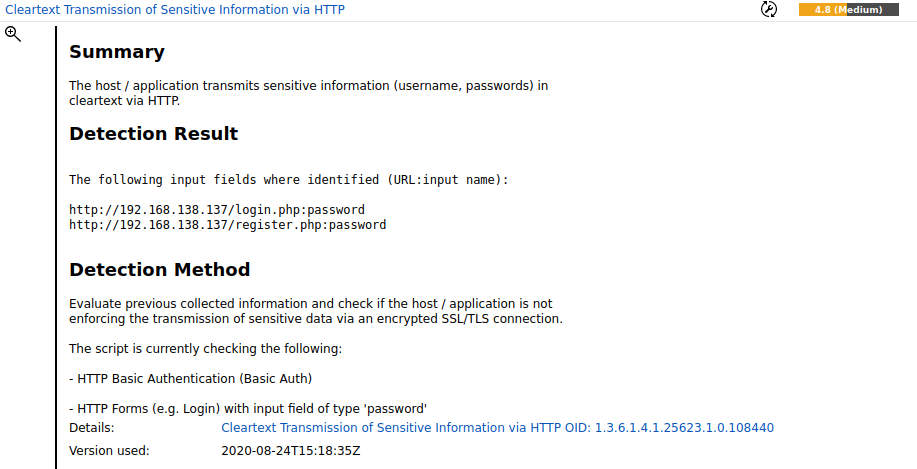 Cleartext Transmission of Sensitive Information via HTTP
4.8 (Medium)
Summary
The host / application transmits sensitive information (username, passwords) in
cleartext via HTTP.
Detection Result
The following input fields where identified (URL:input name):
http://192.168.138.137/login.php:password
http://192.168.138.137/register.php:password
Detection Method
Evaluate previous collected information and check if the host / application is not
enforcing the transmission of sensitive data via an encrypted SSL/TLS connection.
The script is currently checking the following:
- HTTP Basic Authentication (Basic Auth)
- HTTP Forms (e.g. Login) with input field of type 'password'
Details: Cleartext Transmission of Sensitive Information via HTTP OID: 1.3.6.1.4.1.25623.1.0.108440
Version used: 2020-08-24T15:18:35Z